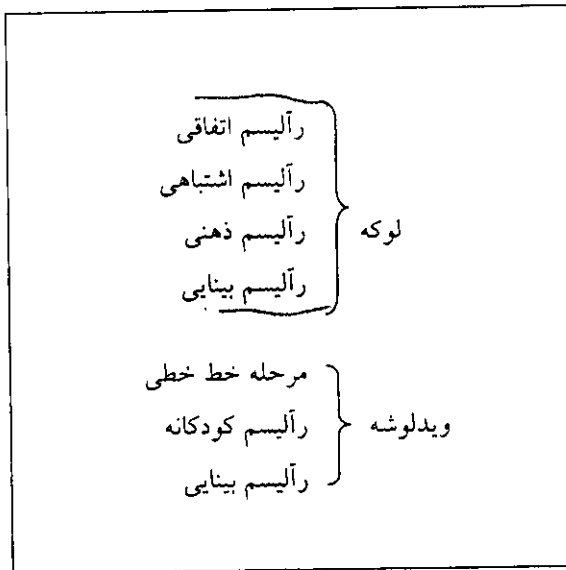 رآلیسم اتفاقی
رآلیسم اشتباهی
لوکه
رآلیسم ذهنی
رآلیسم بینایی
مرحله خط خطی
ویدلوشه
رآلیسم کودکانه
رآلیسم بینایی